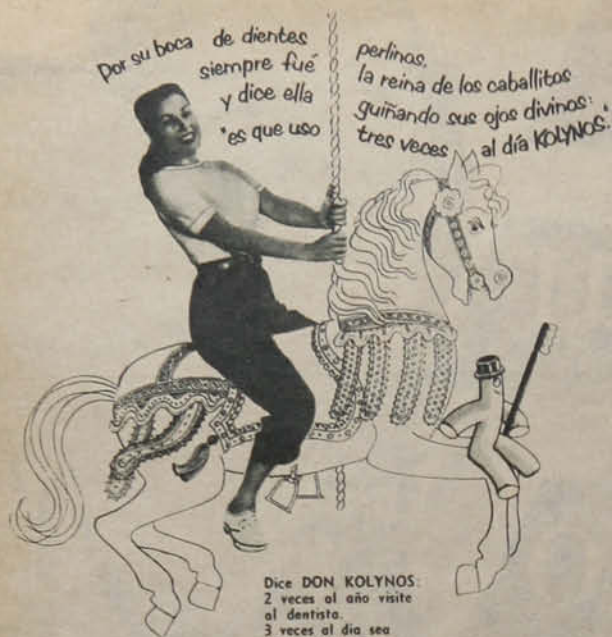 Por su boca de dientes perlinos,
siempre fué la reina de los caballitos
y dice ella guiñando sus ojos divinos:
"es que uso tres veces al día KOLYNOS".
Dice DON KOLYNOS:
2 veces al año visite
al dentista.
3 veces al día sea